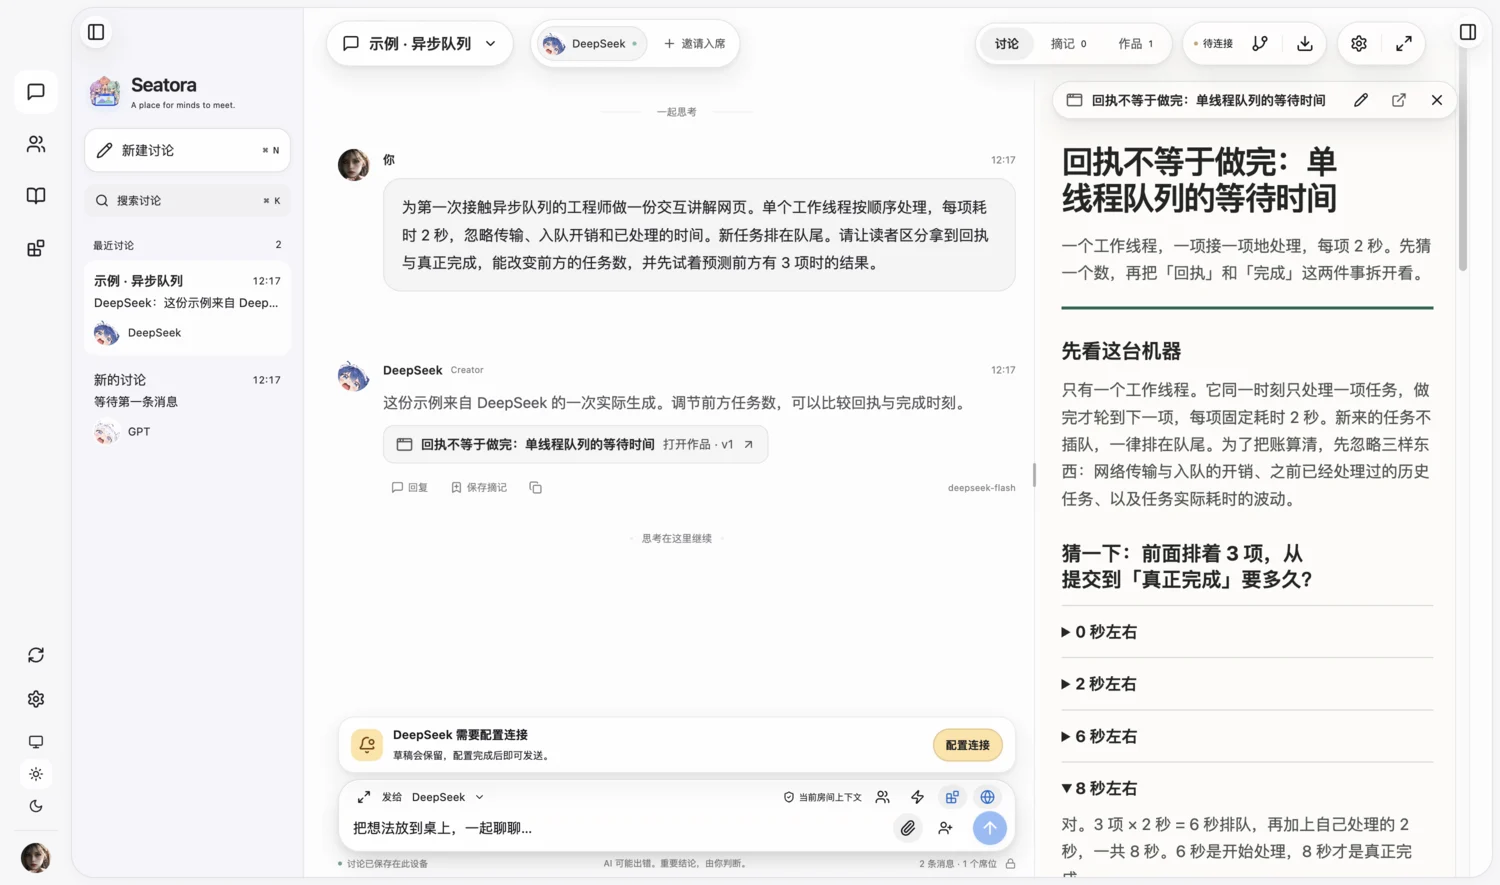 Seatora
A place for minds to meet.
新建讨论
⌘ N
搜索讨论
⌘ K
最近讨论
2
示例 · 异步队列
12:17
DeepSeek：这份示例来自 Deep...
DeepSeek
新的讨论
12:17
等待第一条消息
GPT
示例 · 异步队列
DeepSeek
邀请入席
讨论
摘记 0
作品 1
待连接
一起思考
你
12:17
为第一次接触异步队列的工程师做一份交互讲解网页。单个工作线程按顺序处理，每项耗
时 2 秒，忽略传输、入队开销和已处理的时间。新任务排在队尾。请让读者区分拿到回执
与真正完成，能改变前方的任务数，并先试着预测前方有 3 项时的结果。
DeepSeek
Creator
12:17
这份示例来自 DeepSeek 的一次实际生成。调节前方任务数，可以比较回执与完成时刻。
回执不等于做完：单线程队列的等待时间
打开作品 · v1
回复
保存摘记
deepseek-flash
思考在这里继续
DeepSeek 需要配置连接
草稿会保留，配置完成后即可发送。
配置连接
发给
DeepSeek
当前房间上下文
把想法放到桌上，一起聊聊...
讨论已保存在此设备
AI 可能出错。重要结论，由你判断。
2 条消息 · 1 个席位
回执不等于做完：单线程队列的等待时间
回执不等于做完：单
线程队列的等待时间
一个工作线程，一项接一项地处理，每项 2 秒。先猜
一个数，再把「回执」和「完成」这两件事拆开看。
先看这台机器
只有一个工作线程。它同一时刻只处理一项任务，做
完才轮到下一项，每项固定耗时 2 秒。新来的任务不
插队，一律排在队尾。为了把账算清，先忽略三样东
西：网络传输与入队的开销、之前已经处理过的历史
任务、以及任务实际耗时的波动。
猜一下：前面排着 3 项，从
提交到「真正完成」要多久？
0 秒左右
2 秒左右
6 秒左右
8 秒左右
对。3 项 × 2 秒 = 6 秒排队，再加上自己处理的 2
秒，一共 8 秒。6 秒是开始处理，8 秒才是真正完